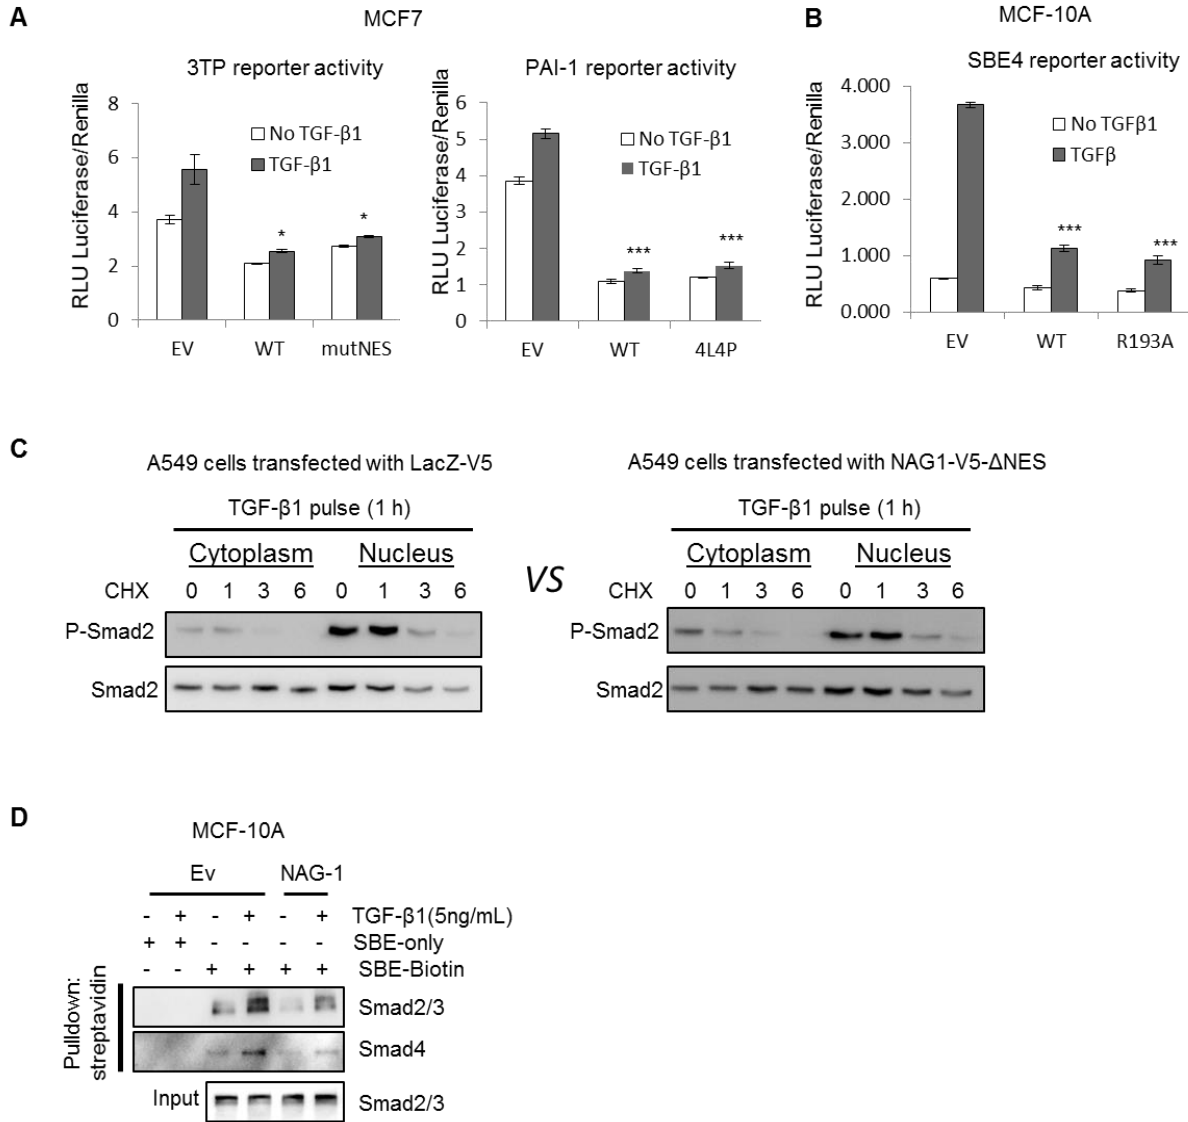 A
MCF7
3TP reporter activity
RLU Luciferase/Renilla
8
6
4
2
0
No TGF-β1
TGF-β1
*
*
EV WT mutNES
PAI-1 reporter activity
RLU Luciferase/Renilla
6
5
4
3
2
1
0
No TGF-β1
TGF-β1
***
***
EV WT 4L4P
B
MCF-10A
SBE4 reporter activity
RLU Luciferase/Renilla
4.000
3.000
2.000
1.000
0.000
No TGFβ1
TGFβ
***
***
EV WT R193A
C
A549 cells transfected with LacZ-V5
TGF-β1 pulse (1 h)
Cytoplasm Nucleus
CHX 0 1 3 6 0 1 3 6
P-Smad2
Smad2
VS
A549 cells transfected with NAG1-V5-ΔNES
TGF-β1 pulse (1 h)
Cytoplasm Nucleus
CHX 0 1 3 6 0 1 3 6
P-Smad2
Smad2
D
MCF-10A
Ev NAG-1
- + - + - + TGF-β1(5ng/mL)
+ + - - - - SBE-only
- - + + + + SBE-Biotin
Pulldown:
streptavidin
Smad2/3
Smad4
Input Smad2/3